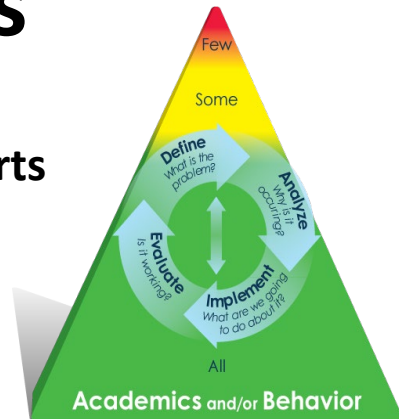 S
rts
Few
Some
Define
What is the
problem?
Analyze
Why is it
occuring?
Implement
What are we going
to do about it?
Evaluate
Is it working?
All
Academics and/or Behavior